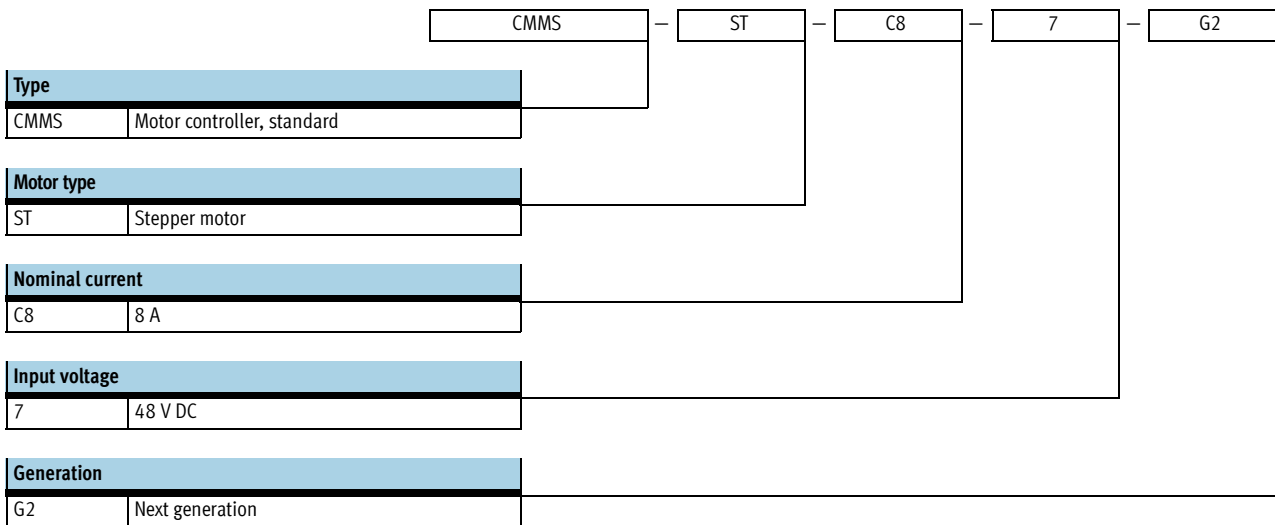 CMMS – ST – C8 – 7 – G2
Type
CMMS Motor controller, standard
Motor type
ST Stepper motor
Nominal current
C8 8 A
Input voltage
7 48 V DC
Generation
G2 Next generation